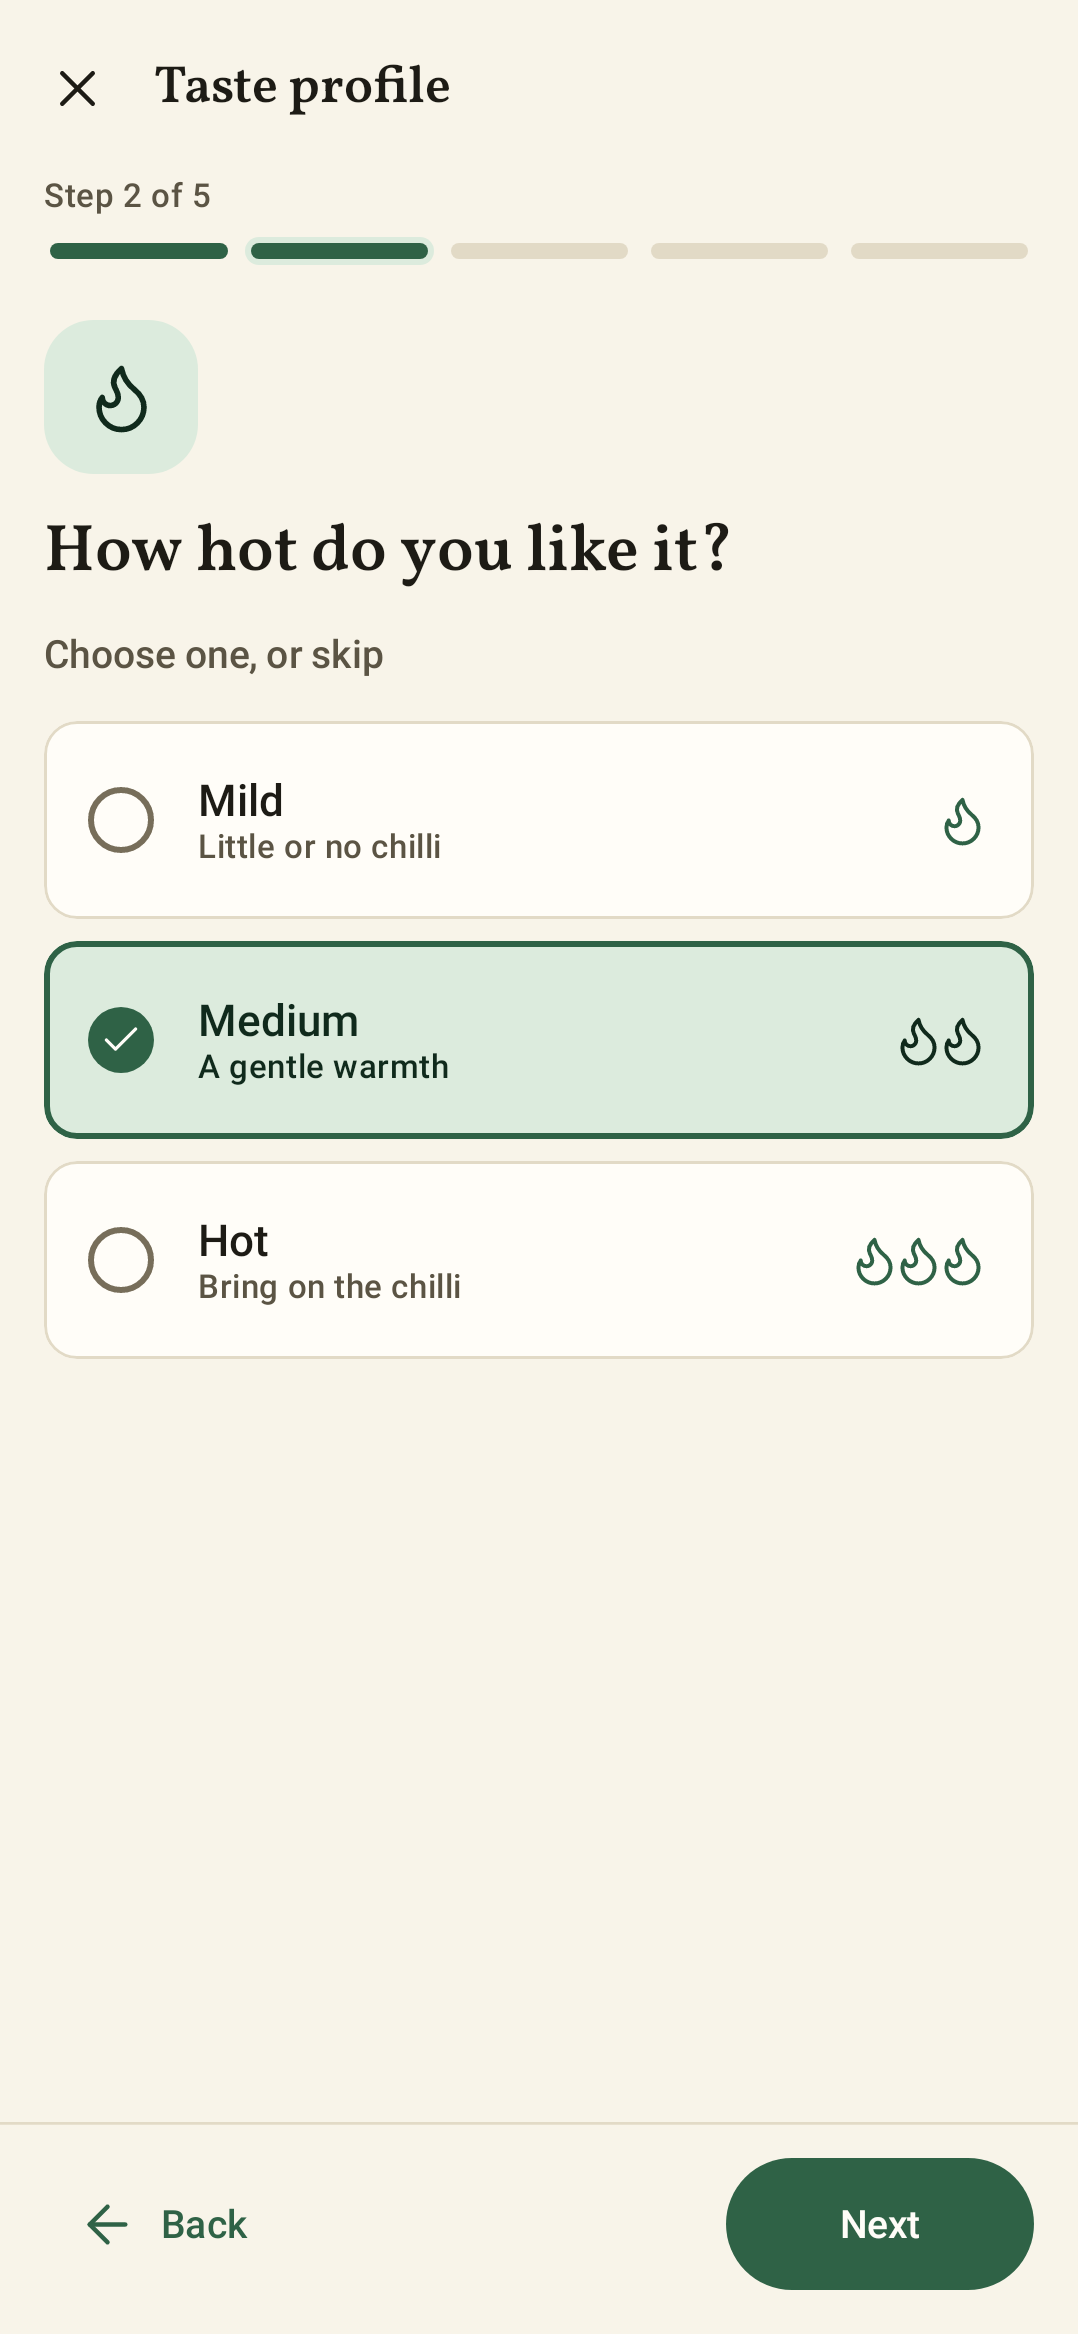 Taste profile
Step 2 of 5
How hot do you like it?
Choose one, or skip
Mild
Little or no chilli
Medium
A gentle warmth
Hot
Bring on the chilli
Back
Next